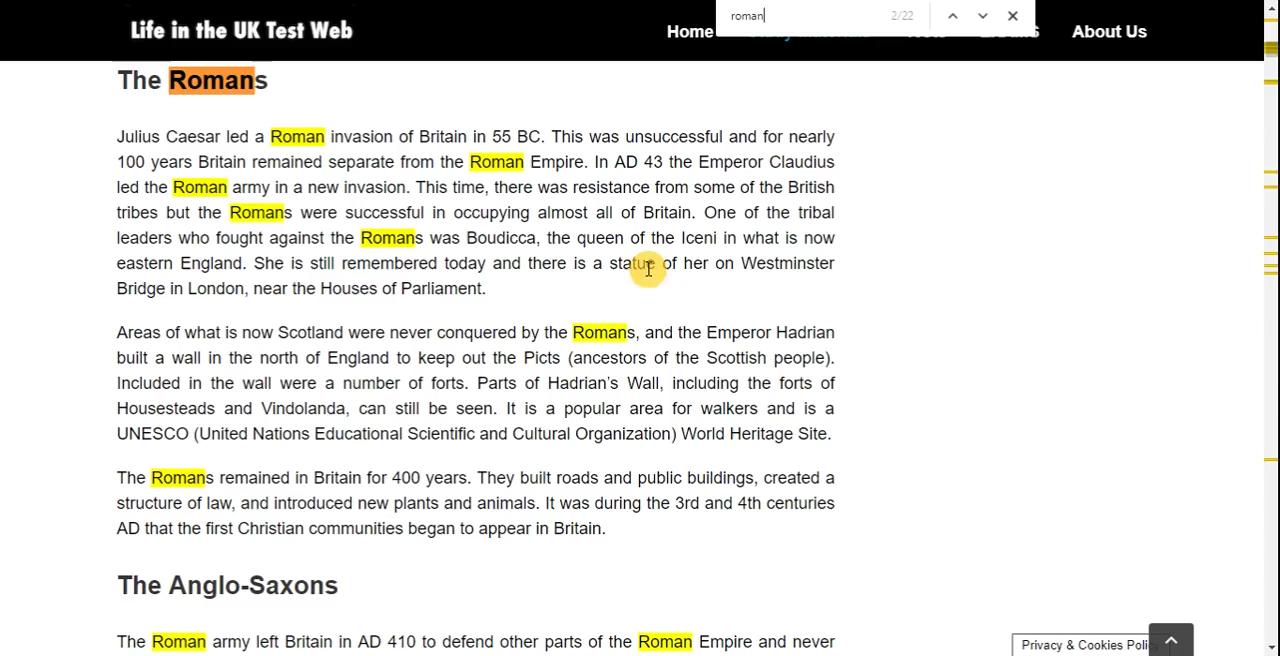 Life in the UK Test Web
roman
2/22
Home
About Us
The Romans
Julius Caesar led a Roman invasion of Britain in 55 BC. This was unsuccessful and for nearly
100 years Britain remained separate from the Roman Empire. In AD 43 the Emperor Claudius
led the Roman army in a new invasion. This time, there was resistance from some of the British
tribes but the Romans were successful in occupying almost all of Britain. One of the tribal
leaders who fought against the Romans was Boudicca, the queen of the Iceni in what is now
eastern England. She is still remembered today and there is a statue of her on Westminster
Bridge in London, near the Houses of Parliament.
Areas of what is now Scotland were never conquered by the Romans, and the Emperor Hadrian
built a wall in the north of England to keep out the Picts (ancestors of the Scottish people).
Included in the wall were a number of forts. Parts of Hadrian's Wall, including the forts of
Housesteads and Vindolanda, can still be seen. It is a popular area for walkers and is a
UNESCO (United Nations Educational Scientific and Cultural Organization) World Heritage Site.
The Romans remained in Britain for 400 years. They built roads and public buildings, created a
structure of law, and introduced new plants and animals. It was during the 3rd and 4th centuries
AD that the first Christian communities began to appear in Britain.
The Anglo-Saxons
The Roman army left Britain in AD 410 to defend other parts of the Roman Empire and never
Privacy & Cookies Polic